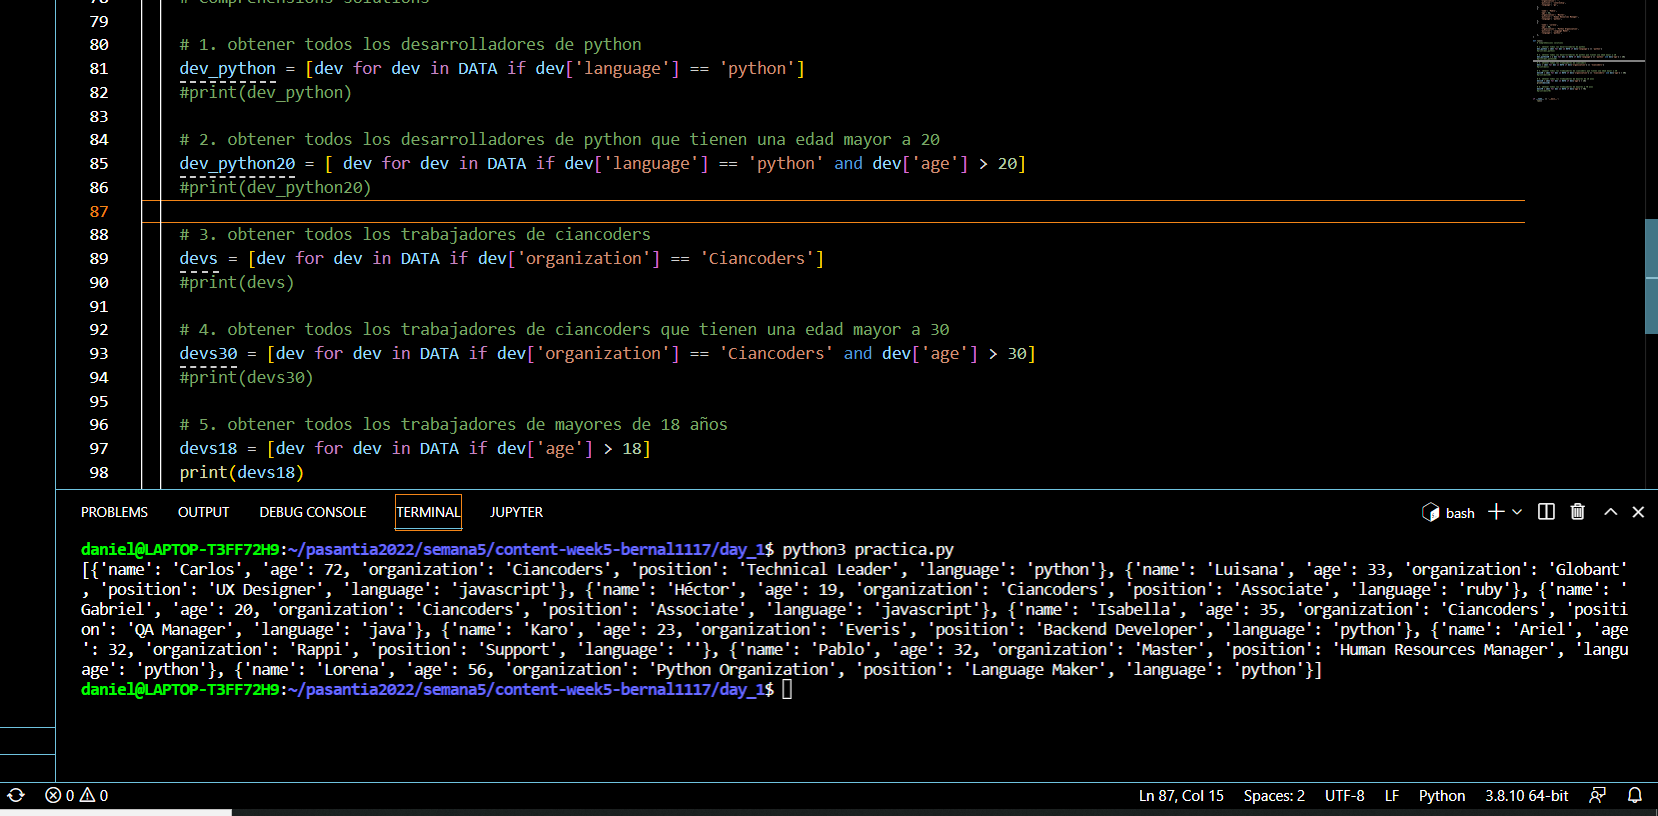 78 # Comprehensions solutions
79
80 # 1. obtener todos los desarrolladores de python
81 dev_python = [dev for dev in DATA if dev['language'] == 'python']
82 #print(dev_python)
83
84 # 2. obtener todos los desarrolladores de python que tienen una edad mayor a 20
85 dev_python20 = [ dev for dev in DATA if dev['language'] == 'python' and dev['age'] > 20]
86 #print(dev_python20)
87
88 # 3. obtener todos los trabajadores de ciancoders
89 devs = [dev for dev in DATA if dev['organization'] == 'Ciancoders']
90 #print(devs)
91
92 # 4. obtener todos los trabajadores de ciancoders que tienen una edad mayor a 30
93 devs30 = [dev for dev in DATA if dev['organization'] == 'Ciancoders' and dev['age'] > 30]
94 #print(devs30)
95
96 # 5. obtener todos los trabajadores de mayores de 18 años
97 devs18 = [dev for dev in DATA if dev['age'] > 18]
98 print(devs18)
PROBLEMS OUTPUT DEBUG CONSOLE TERMINAL JUPYTER bash
daniel@LAPTOP-T3FF72H9:~/pasantia2022/semana5/content-week5-bernal1117/day_1$ python3 practica.py
[{'name': 'Carlos', 'age': 72, 'organization': 'Ciancoders', 'position': 'Technical Leader', 'language': 'python'}, {'name': 'Luisana', 'age': 33, 'organization': 'Globant'
, 'position': 'UX Designer', 'language': 'javascript'}, {'name': 'Héctor', 'age': 19, 'organization': 'Ciancoders', 'position': 'Associate', 'language': 'ruby'}, {'name': '
Gabriel', 'age': 20, 'organization': 'Ciancoders', 'position': 'Associate', 'language': 'javascript'}, {'name': 'Isabella', 'age': 35, 'organization': 'Ciancoders', 'positi
on': 'QA Manager', 'language': 'java'}, {'name': 'Karo', 'age': 23, 'organization': 'Everis', 'position': 'Backend Developer', 'language': 'python'}, {'name': 'Ariel', 'age
': 32, 'organization': 'Rappi', 'position': 'Support', 'language': ''}, {'name': 'Pablo', 'age': 32, 'organization': 'Master', 'position': 'Human Resources Manager', 'langu
age': 'python'}, {'name': 'Lorena', 'age': 56, 'organization': 'Python Organization', 'position': 'Language Maker', 'language': 'python'}]
daniel@LAPTOP-T3FF72H9:~/pasantia2022/semana5/content-week5-bernal1117/day_1$
0 0 Ln 87, Col 15 Spaces: 2 UTF-8 LF Python 3.8.10 64-bit